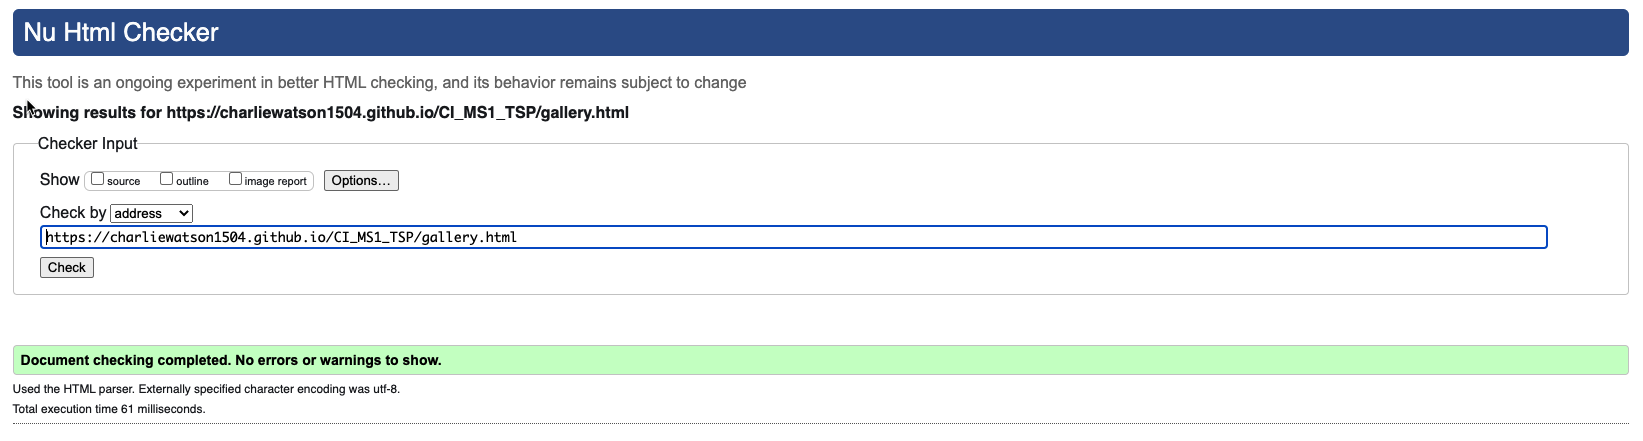 Nu Html Checker
This tool is an ongoing experiment in better HTML checking, and its behavior remains subject to change
Showing results for https://charliewatson1504.github.io/CI_MS1_TSP/gallery.html
Checker Input
Show source outline image report Options...
Check by address
https://charliewatson1504.github.io/CI_MS1_TSP/gallery.html
Check
Document checking completed. No errors or warnings to show.
Used the HTML parser. Externally specified character encoding was utf-8.
Total execution time 61 milliseconds.